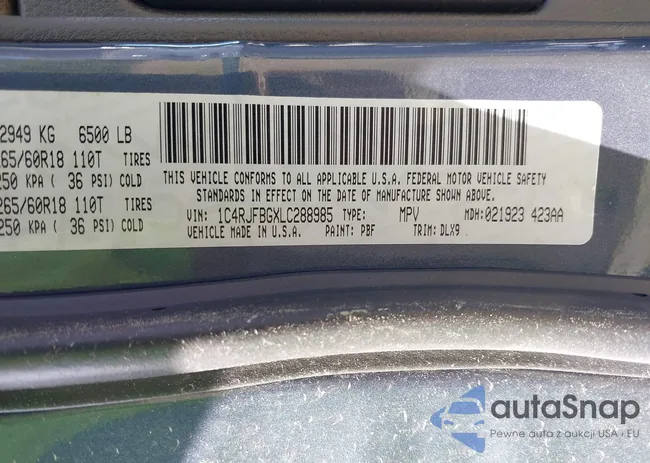 2949 KG 6500 LB
265/60R18 110T TIRES
250 KPA ( 36 PSI) COLD
265/60R18 110T TIRES
250 KPA ( 36 PSI) COLD
THIS VEHICLE CONFORMS TO ALL APPLICABLE U.S.A. FEDERAL MOTOR VEHICLE SAFETY
STANDARDS IN EFFECT ON THE DATE OF MANUFACTURE SHOWN ABOVE.
VIN: 1C4RJFBGXLC288985 TYPE: MPV MDH: 021923 423AA
VEHICLE MADE IN U.S.A. PAINT: PBF TRIM: DLX9
autaSnap
Pewne auta z aukcji USA i EU